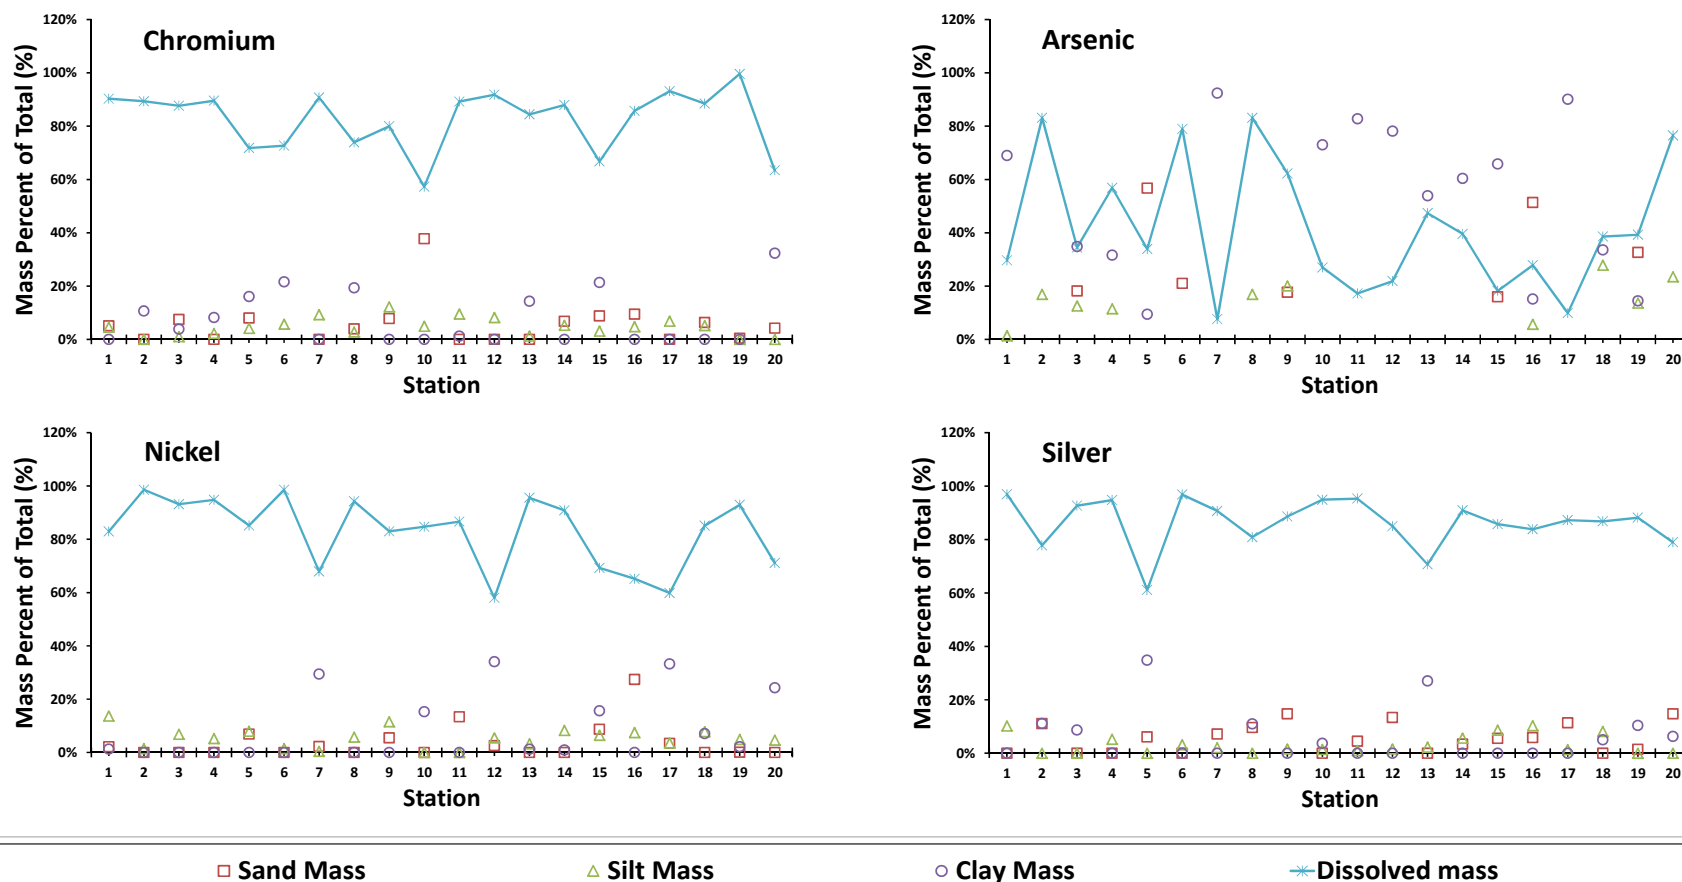 Chromium
Mass Percent of Total (%)
120%
100%
80%
60%
40%
20%
0%
1 2 3 4 5 6 7 8 9 10 11 12 13 14 15 16 17 18 19 20
Station
Arsenic
Mass Percent of Total (%)
120%
100%
80%
60%
40%
20%
0%
1 2 3 4 5 6 7 8 9 10 11 12 13 14 15 16 17 18 19 20
Station
Nickel
Mass Percent of Total (%)
120%
100%
80%
60%
40%
20%
0%
1 2 3 4 5 6 7 8 9 10 11 12 13 14 15 16 17 18 19 20
Station
Silver
Mass Percent of Total (%)
120%
100%
80%
60%
40%
20%
0%
1 2 3 4 5 6 7 8 9 10 11 12 13 14 15 16 17 18 19 20
Station
Sand Mass
Silt Mass
Clay Mass
Dissolved mass